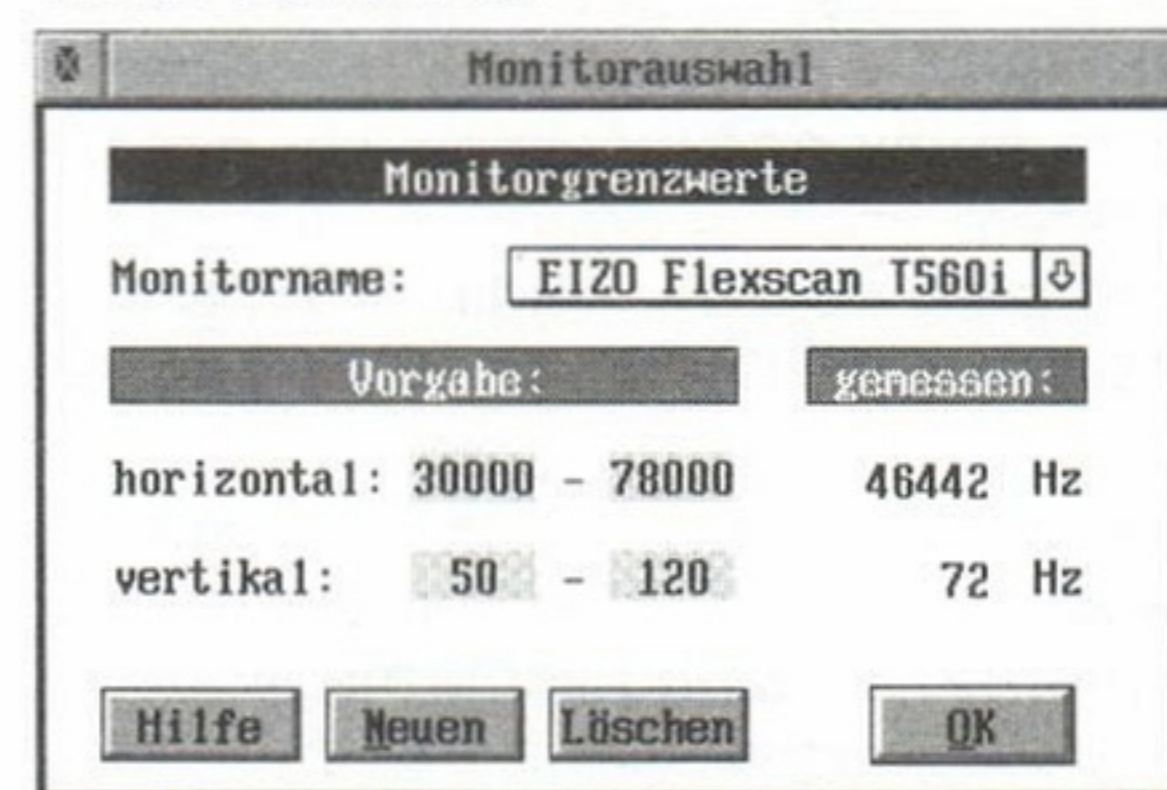 Monitorauswahl
Monitorgrenzwerte
Monitorname: EIZO Flexscan T560i
Vorgabe: gemessen:
horizontal: 30000 - 78000 46442 Hz
vertikal: 50 - 120 72 Hz
Hilfe Neuen Löschen OK